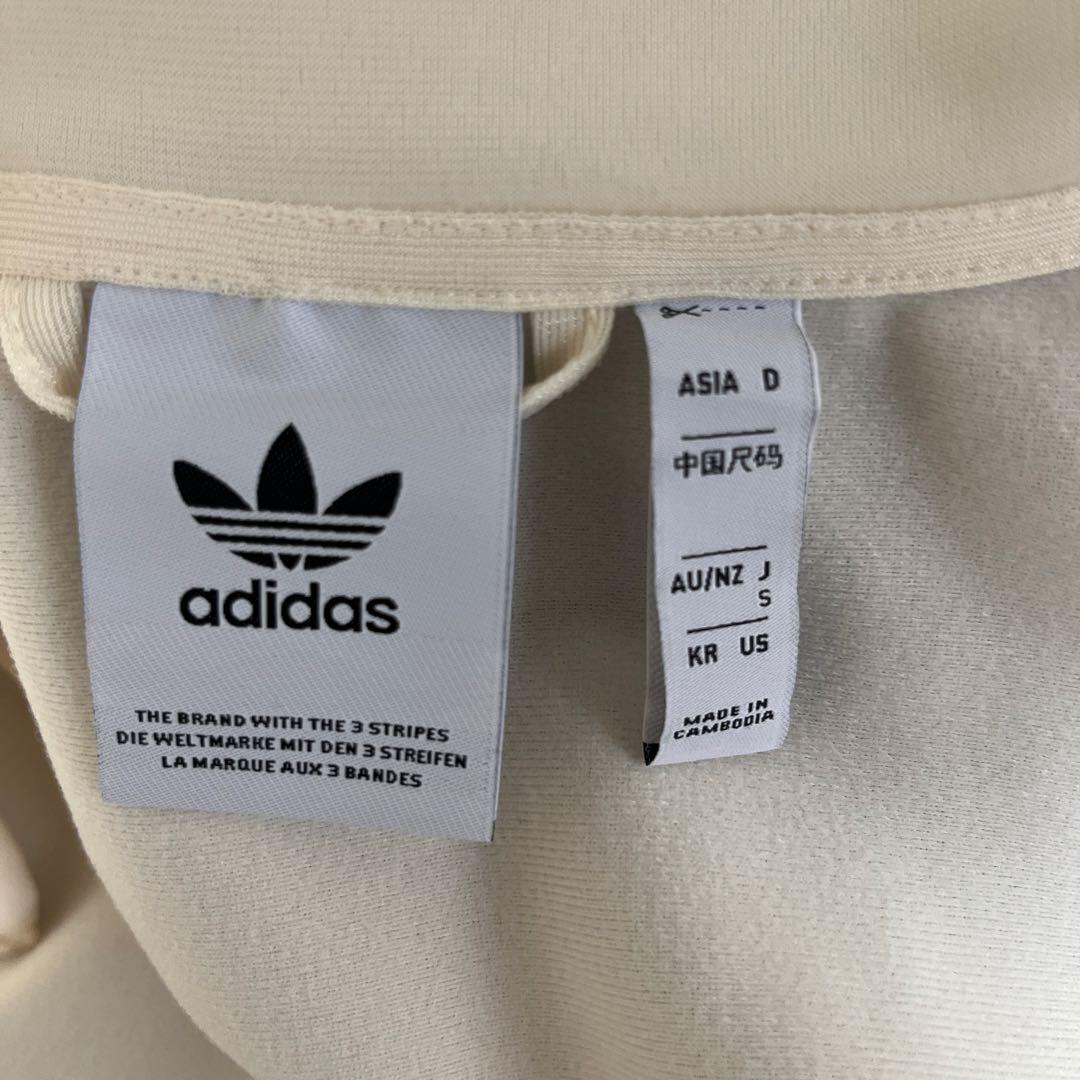 adidas
THE BRAND WITH THE 3 STRIPES
DIE WELTMARKE MIT DEN 3 STREIFEN
LA MARQUE AUX 3 BANDES
ASIA D
中国尺码
AU/NZ J
S
KR US
MADE IN
CAMBODIA